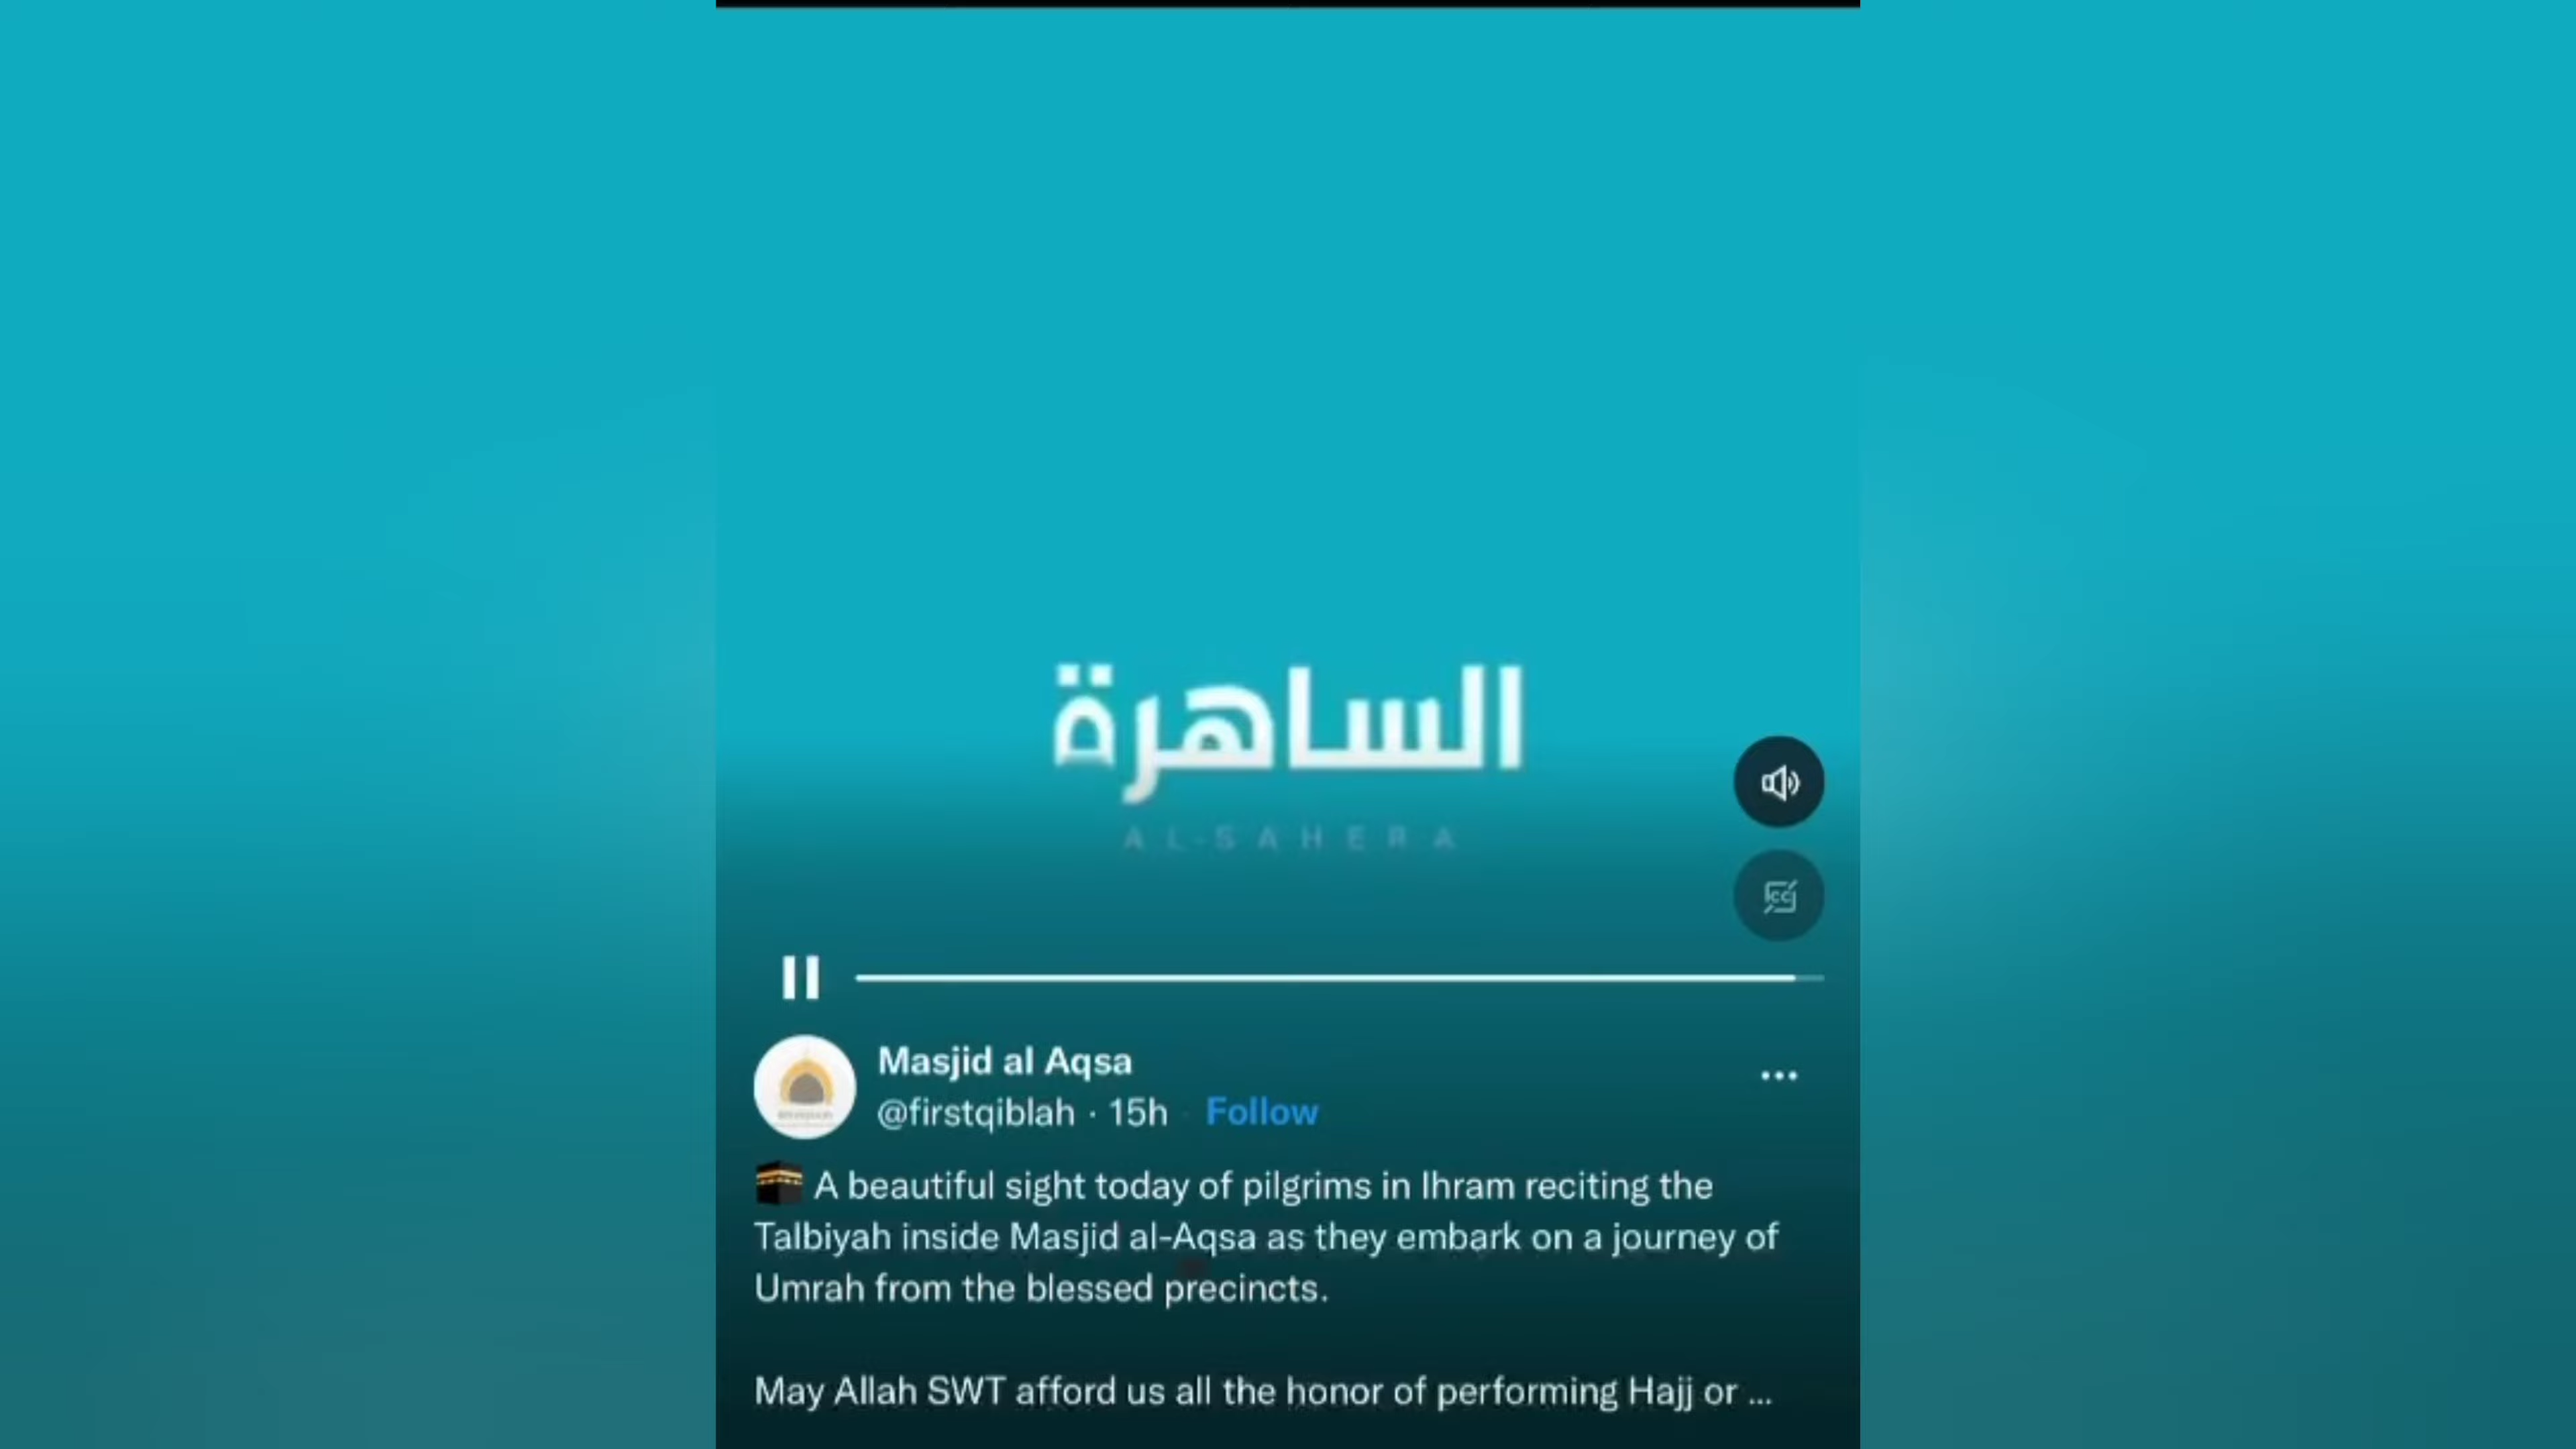 الساهرة
AL-SAHERA
Masjid al Aqsa
@firstqiblah · 15h · Follow
🕋 A beautiful sight today of pilgrims in Ihram reciting the
Talbiyah inside Masjid al-Aqsa as they embark on a journey of
Umrah from the blessed precincts.
May Allah SWT afford us all the honor of performing Hajj or ...